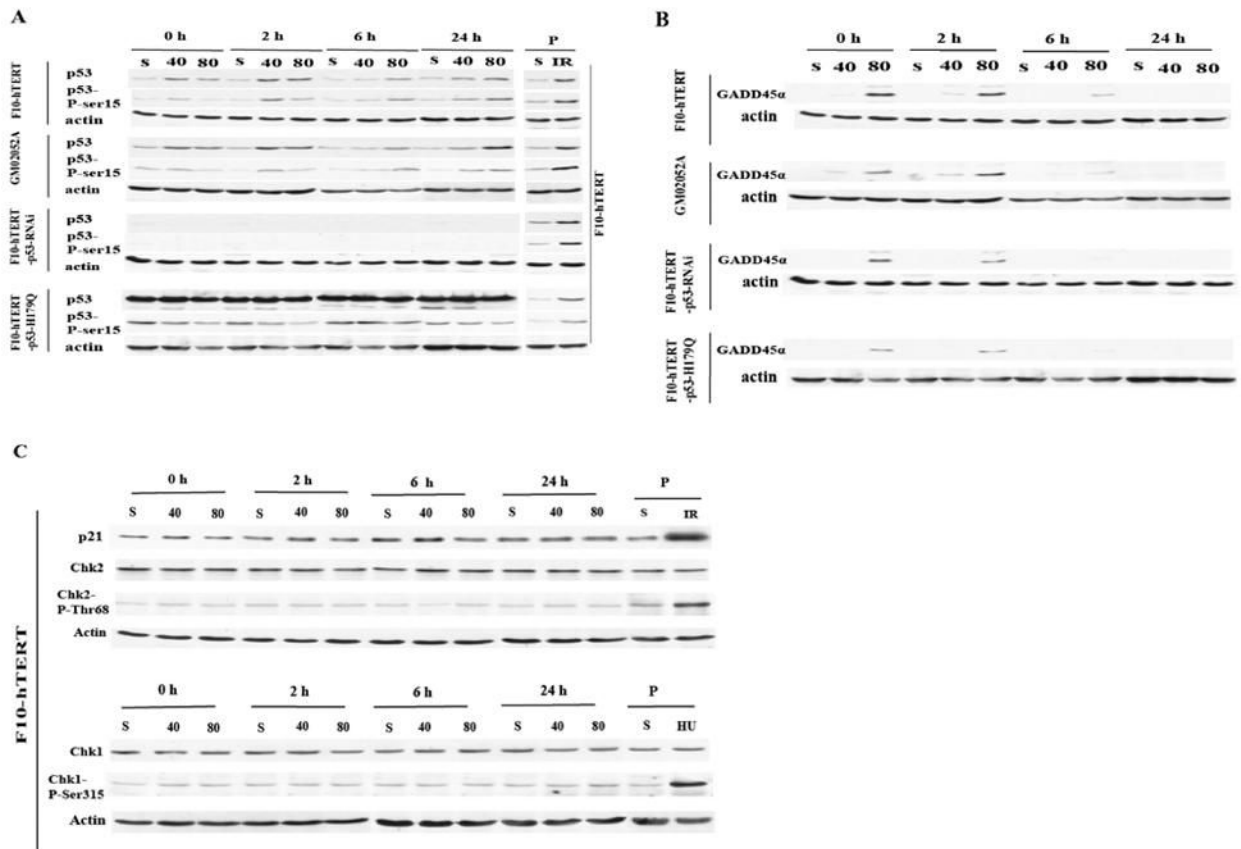 A
0 h 2 h 6 h 24 h P
S 40 80 S 40 80 S 40 80 S 40 80 S IR
F10-hTERT
p53
p53-
P-ser15
actin
GM02052A
p53
p53-
P-ser15
actin
F10-hTERT
-p53-RNAi
p53
p53-
P-ser15
actin
F10-hTERT
-p53-H179Q
p53
p53-
P-ser15
actin
F10-hTERT
B
0 h 2 h 6 h 24 h
S 40 80 S 40 80 S 40 80 S 40 80
F10-hTERT
GADD45α
actin
GM02052A
GADD45α
actin
F10-hTERT
-p53-RNAi
GADD45α
actin
F10-hTERT
-p53-H179Q
GADD45α
actin
C
F10-hTERT
0 h 2 h 6 h 24 h P
S 40 80 S 40 80 S 40 80 S 40 80 S IR
p21
Chk2
Chk2-
P-Thr68
Actin
0 h 2 h 6 h 24 h P
S 40 80 S 40 80 S 40 80 S 40 80 S HU
Chk1
Chk1-
P-Ser315
Actin